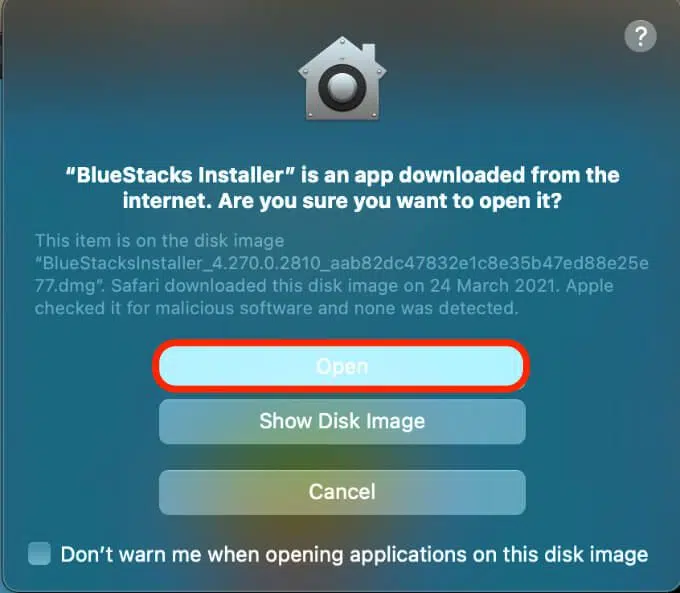 ?
“BlueStacks Installer” is an app downloaded from the
internet. Are you sure you want to open it?
This item is on the disk image
“BlueStacksInstaller_4.270.0.2810_aab82dc47832e1c8e35b47ed88e25e
77.dmg”. Safari downloaded this disk image on 24 March 2021. Apple
checked it for malicious software and none was detected.
Open
Show Disk Image
Cancel
Don’t warn me when opening applications on this disk image